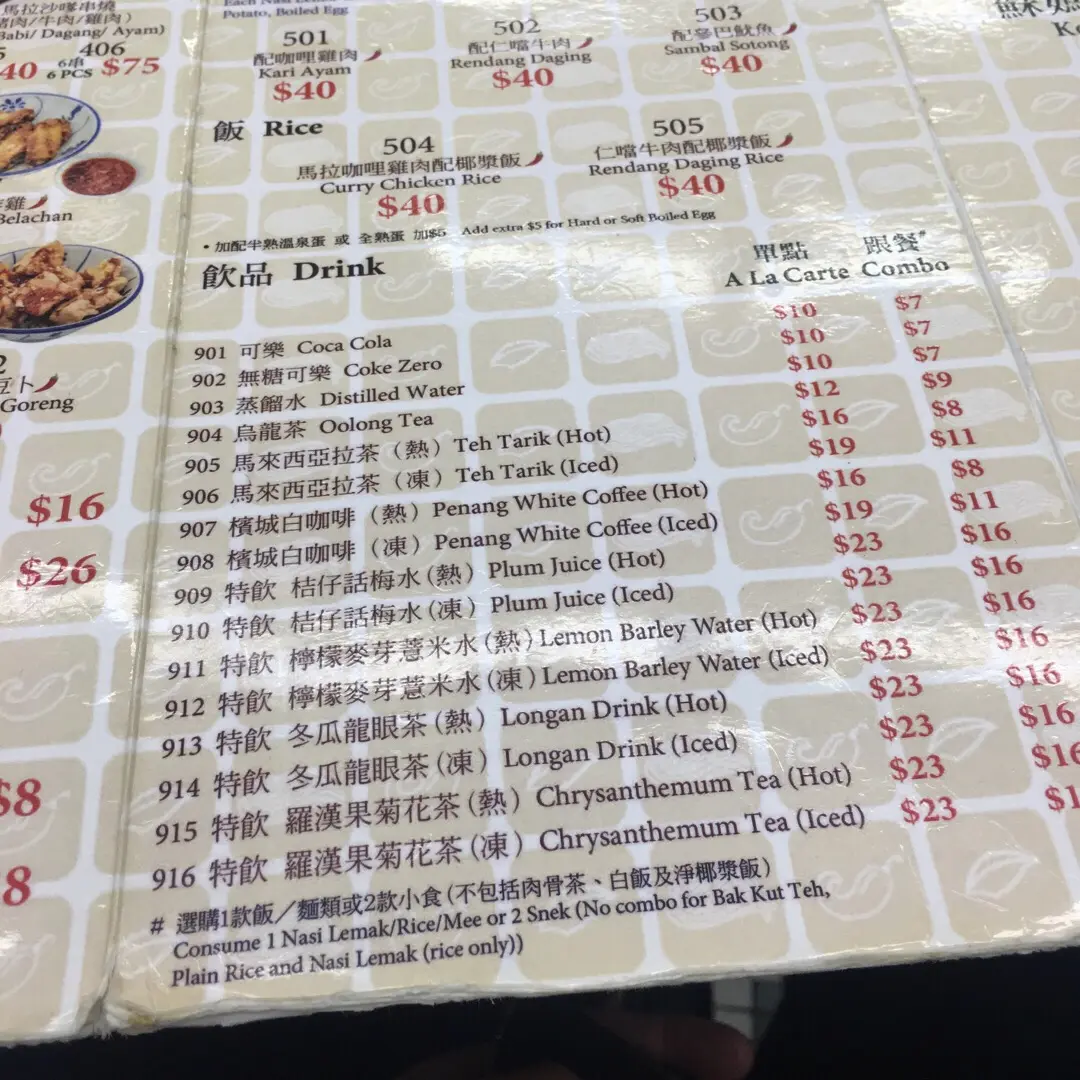 馬拉沙嗲串燒
豬肉/牛肉/雞肉)
Babi/ Dagang/ Ayam)
406
40 6串 6 PCS $75
雞
Belachan
Goreng
$16
$26
$8
8
Potato, Boiled Egg
501
配咖哩雞肉
Kari Ayam
$40
502
配仁噹牛肉
Rendang Daging
$40
503
配參巴魷魚
Sambal Sotong
$40
飯 Rice
504
馬拉咖哩雞肉配椰漿飯
Curry Chicken Rice
$40
505
仁噹牛肉配椰漿飯
Rendang Daging Rice
$40
• 加配半熟溫泉蛋 或 全熟蛋 加$5 Add extra $5 for Hard or Soft Boiled Egg
飲品 Drink 單點 跟餐#
A La Carte Combo
901 可樂 Coca Cola $10 $7
902 無糖可樂 Coke Zero $10 $7
903 蒸餾水 Distilled Water $10 $7
904 烏龍茶 Oolong Tea $12 $9
905 馬來西亞拉茶（熱）Teh Tarik (Hot) $16 $8
906 馬來西亞拉茶（凍）Teh Tarik (Iced) $19 $11
907 檳城白咖啡（熱）Penang White Coffee (Hot) $16 $8
908 檳城白咖啡（凍）Penang White Coffee (Iced) $19 $11
909 特飲 桔仔話梅水(熱) Plum Juice (Hot) $23 $16
910 特飲 桔仔話梅水(凍) Plum Juice (Iced) $23 $16
911 特飲 檸檬麥芽薏米水(熱) Lemon Barley Water (Hot) $23 $16
912 特飲 檸檬麥芽薏米水(凍) Lemon Barley Water (Iced) $23 $16
913 特飲 冬瓜龍眼茶(熱) Longan Drink (Hot) $23 $16
914 特飲 冬瓜龍眼茶(凍) Longan Drink (Iced) $23 $16
915 特飲 羅漢果菊花茶(熱) Chrysanthemum Tea (Hot) $23 $16
916 特飲 羅漢果菊花茶(凍) Chrysanthemum Tea (Iced) $23 $1
# 選購1款飯／麵類或2款小食(不包括肉骨茶、白飯及淨椰漿飯)
Consume 1 Nasi Lemak/Rice/Mee or 2 Snek (No combo for Bak Kut Teh,
Plain Rice and Nasi Lemak (rice only))